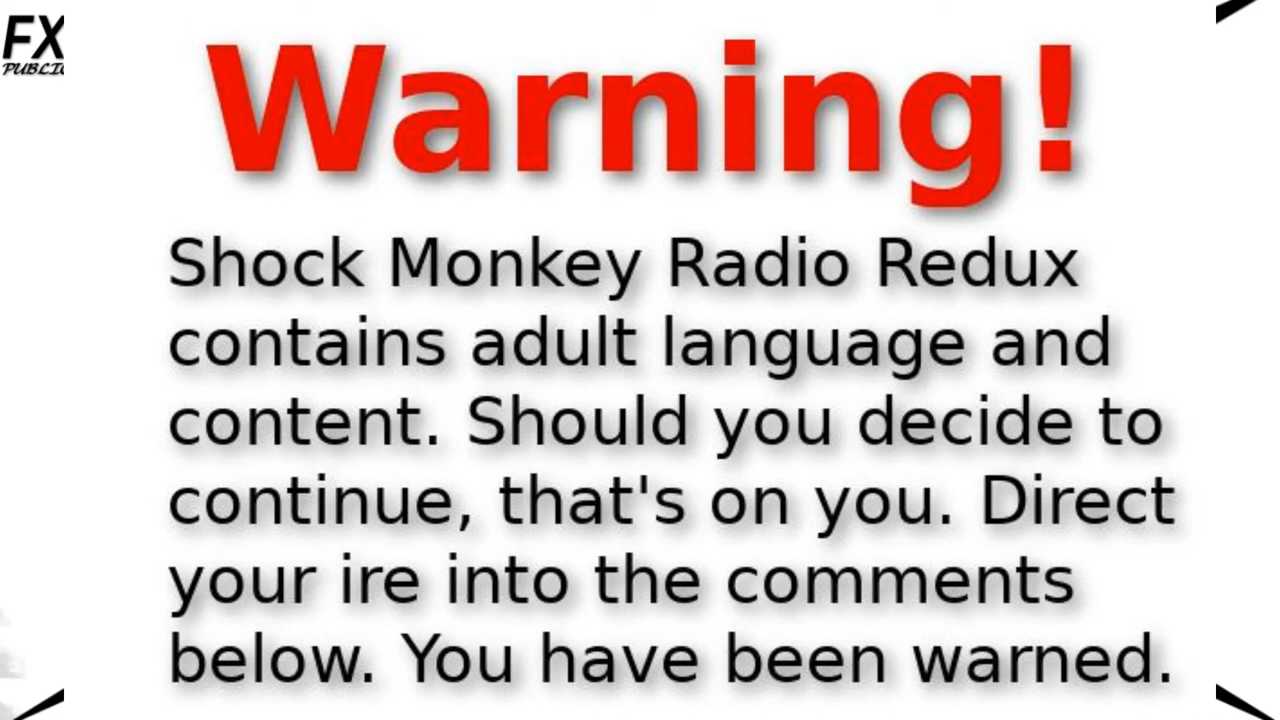 FX
PUBLIC
Warning!
Shock Monkey Radio Redux
contains adult language and
content. Should you decide to
continue, that's on you. Direct
your ire into the comments
below. You have been warned.